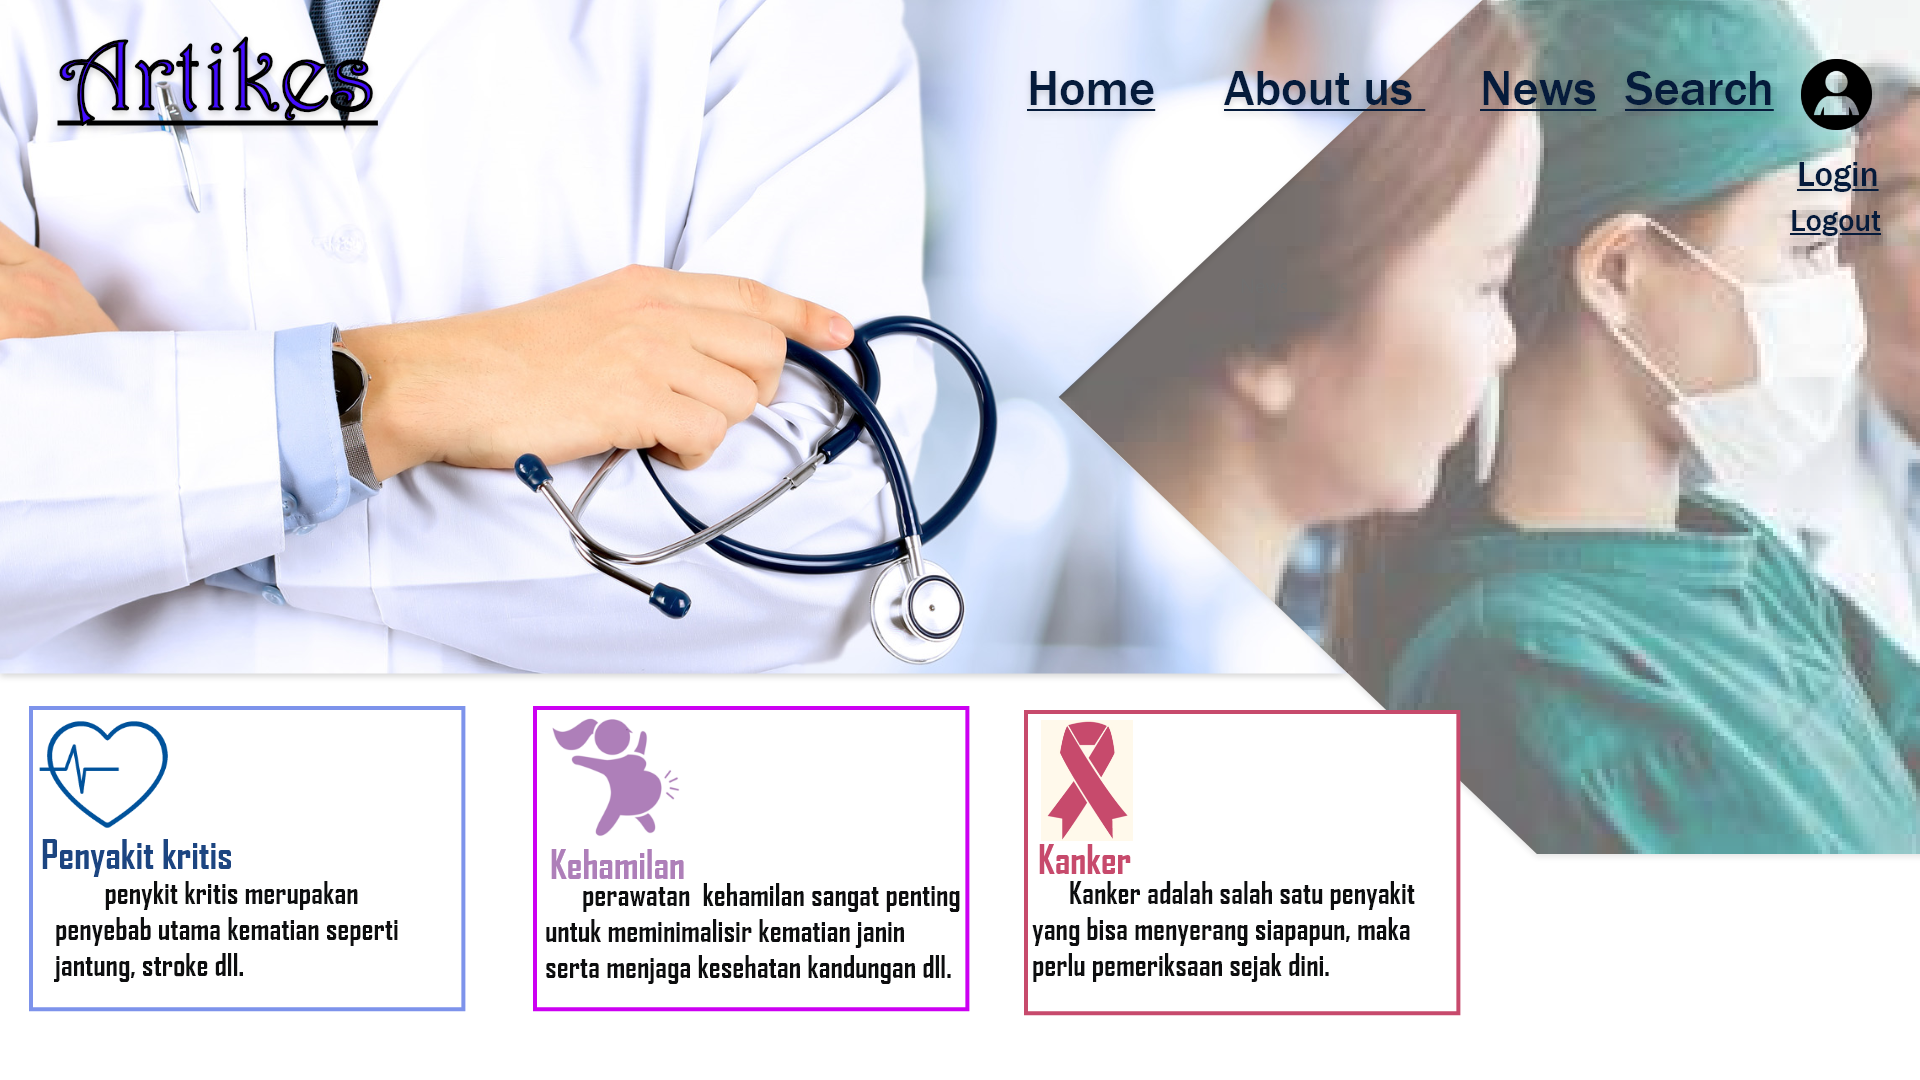 Artikes
Home About us News Search
Login
Logout
Penyakit kritis
penykit kritis merupakan
penyebab utama kematian seperti
jantung, stroke dll.
Kehamilan
perawatan kehamilan sangat penting
untuk meminimalisir kematian janin
serta menjaga kesehatan kandungan dll.
Kanker
Kanker adalah salah satu penyakit
yang bisa menyerang siapapun, maka
perlu pemeriksaan sejak dini.